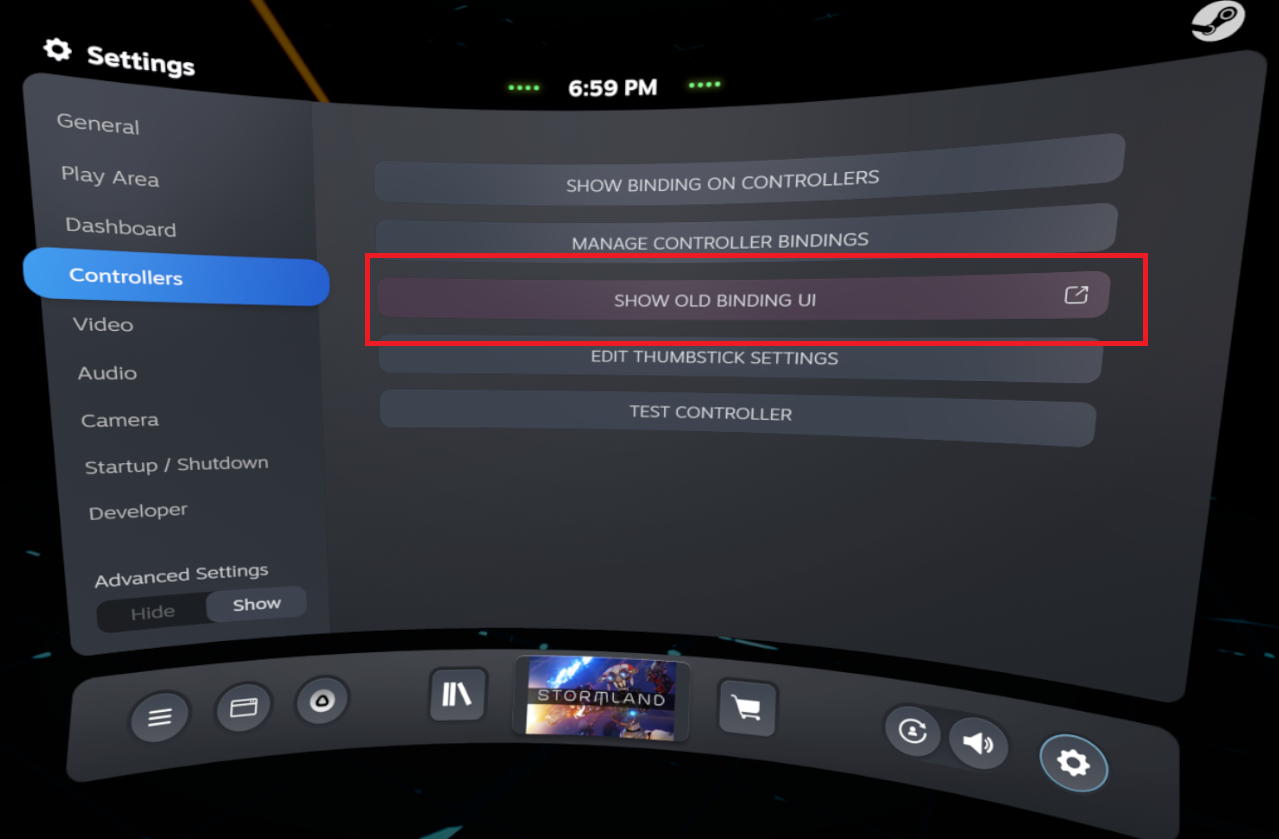 Settings
6:59 PM
General
Play Area
Dashboard
Controllers
Video
Audio
Camera
Startup / Shutdown
Developer
Advanced Settings
Hide Show
SHOW BINDING ON CONTROLLERS
MANAGE CONTROLLER BINDINGS
SHOW OLD BINDING UI
EDIT THUMBSTICK SETTINGS
TEST CONTROLLER
STORMLAND